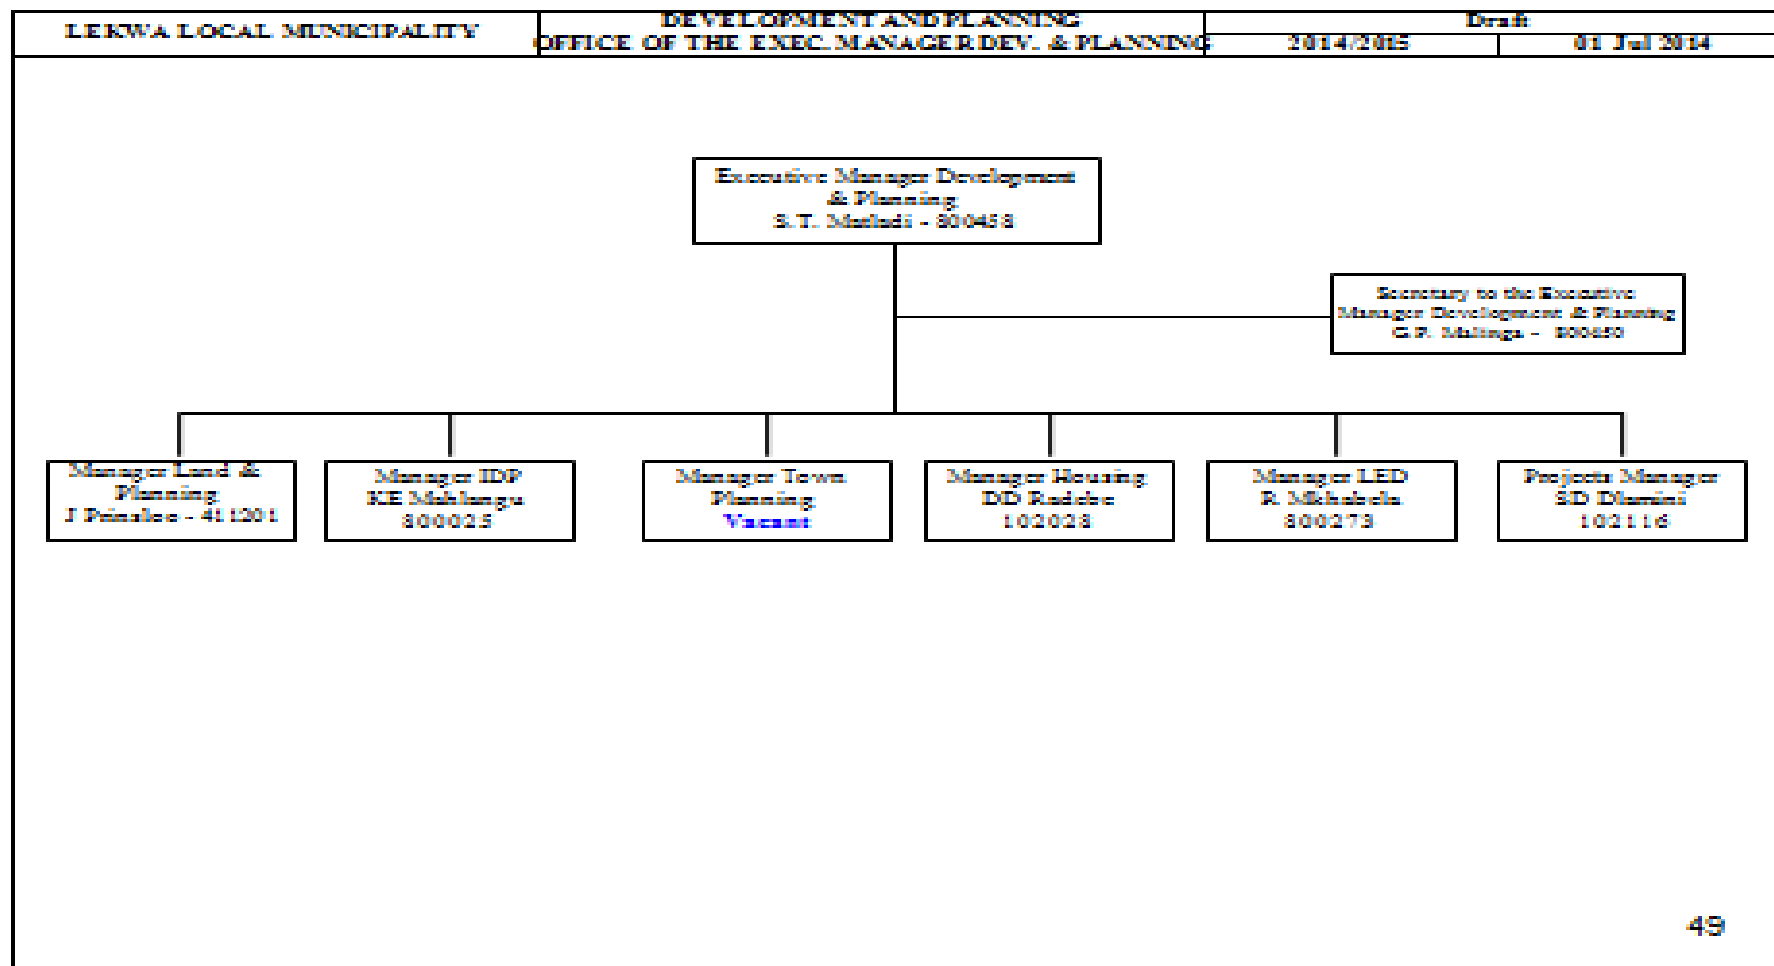 LEKWA LOCAL MUNICIPALITY
DEVELOPMENT AND PLANNING
OFFICE OF THE EXEC. MANAGER DEV. & PLANNING
Draft
2014/2015
01 Jul 2014
Executive Manager Development
& Planning
S.T. - 800458
Secretary to the Executive
Manager Development & Planning
G.P. Malinga -
Manager Land &
Planning
J Prinsloo - 411201
Manager IDP
KE Mahlangu
800025
Manager Town
Planning
Vacant
Manager Housing
DD Radebe
102028
Manager LED
R Mkhabela
800273
Projects Manager
SD Dlamini
102116
49